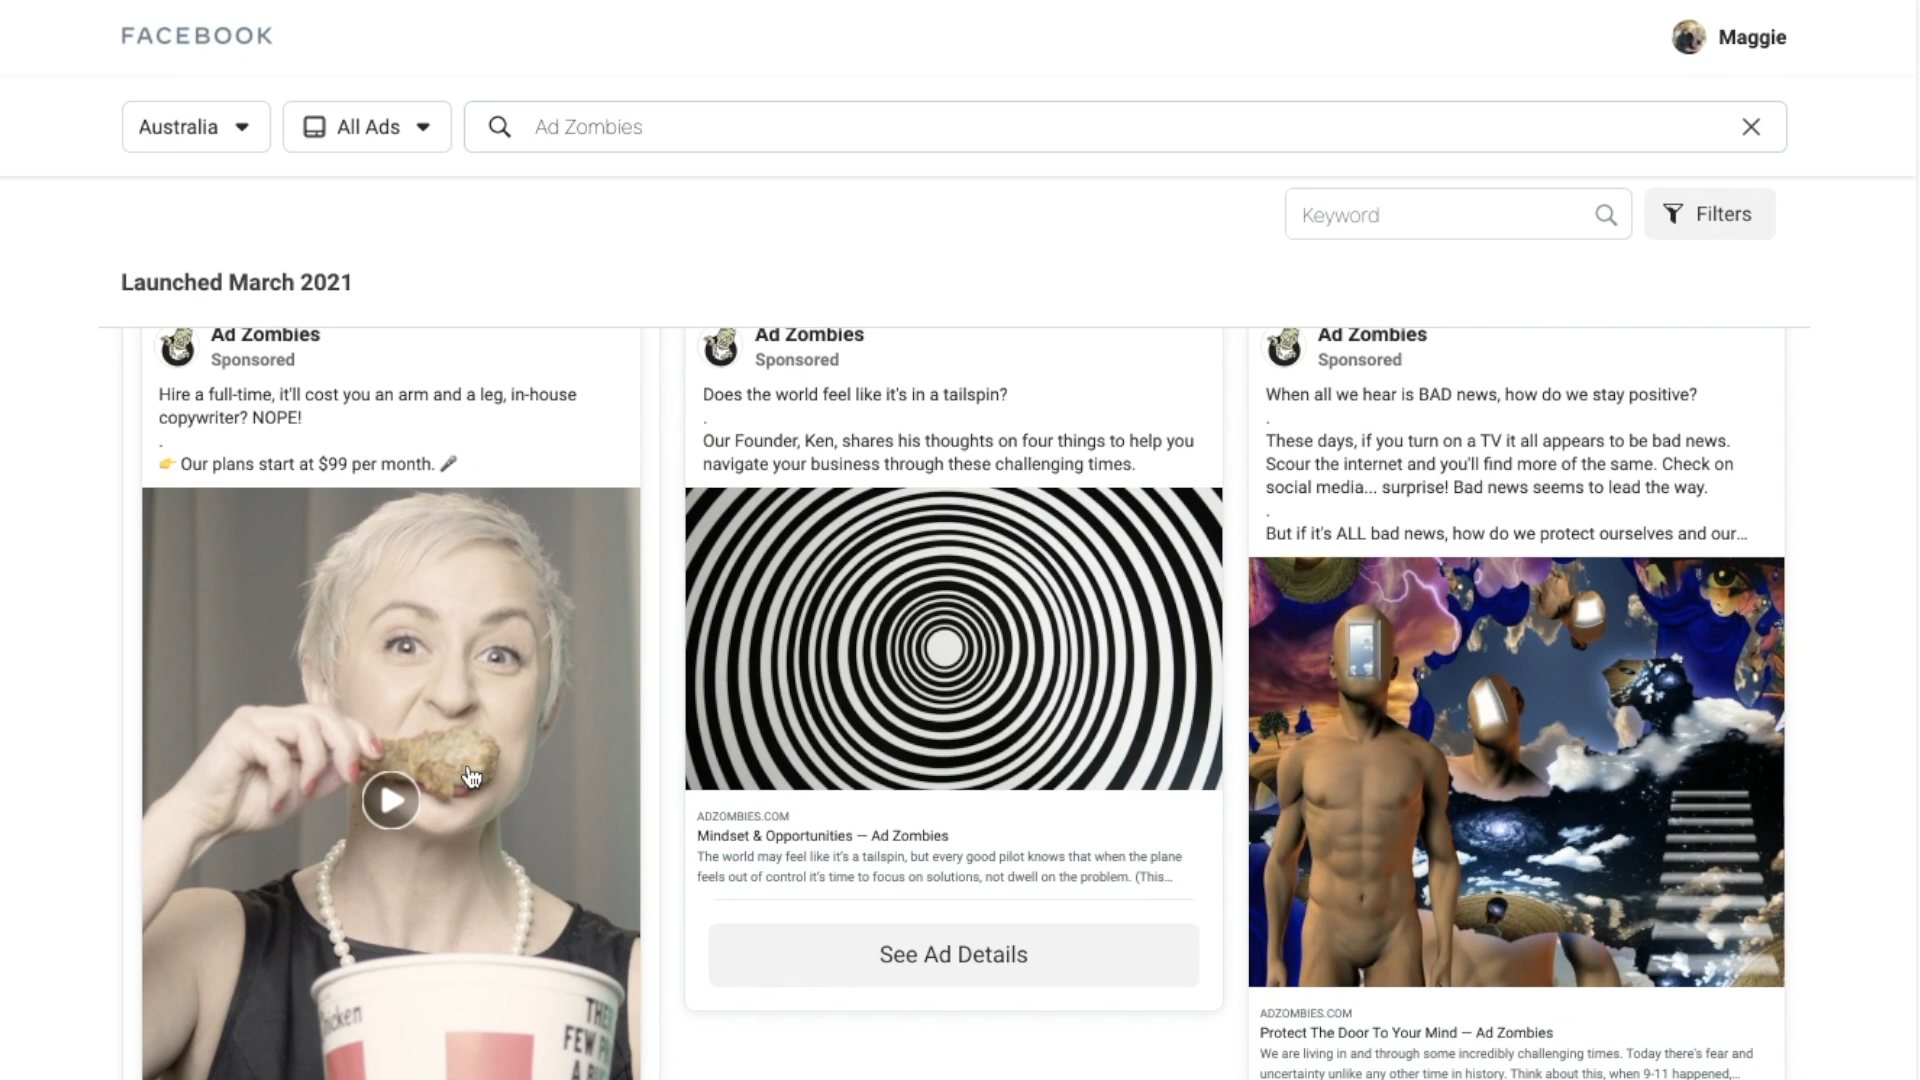 FACEBOOK
Maggie
Australia
All Ads
Ad Zombies
Keyword
Filters
Launched March 2021
Ad Zombies
Sponsored
Hire a full-time, it'll cost you an arm and a leg, in-house
copywriter? NOPE!
.
👉 Our plans start at $99 per month. 🎤
Chicken
FEW
Ad Zombies
Sponsored
Does the world feel like it's in a tailspin?
.
Our Founder, Ken, shares his thoughts on four things to help you
navigate your business through these challenging times.
ADZOMBIES.COM
Mindset & Opportunities — Ad Zombies
The world may feel like it's a tailspin, but every good pilot knows that when the plane
feels out of control it's time to focus on solutions, not dwell on the problem. (This...
See Ad Details
Ad Zombies
Sponsored
When all we hear is BAD news, how do we stay positive?
.
These days, if you turn on a TV it all appears to be bad news.
Scour the internet and you'll find more of the same. Check on
social media... surprise! Bad news seems to lead the way.
.
But if it's ALL bad news, how do we protect ourselves and our...
ADZOMBIES.COM
Protect The Door To Your Mind — Ad Zombies
We are living in and through some incredibly challenging times. Today there's fear and
uncertainty unlike any other time in history. Think about this, when 9-11 happened,...